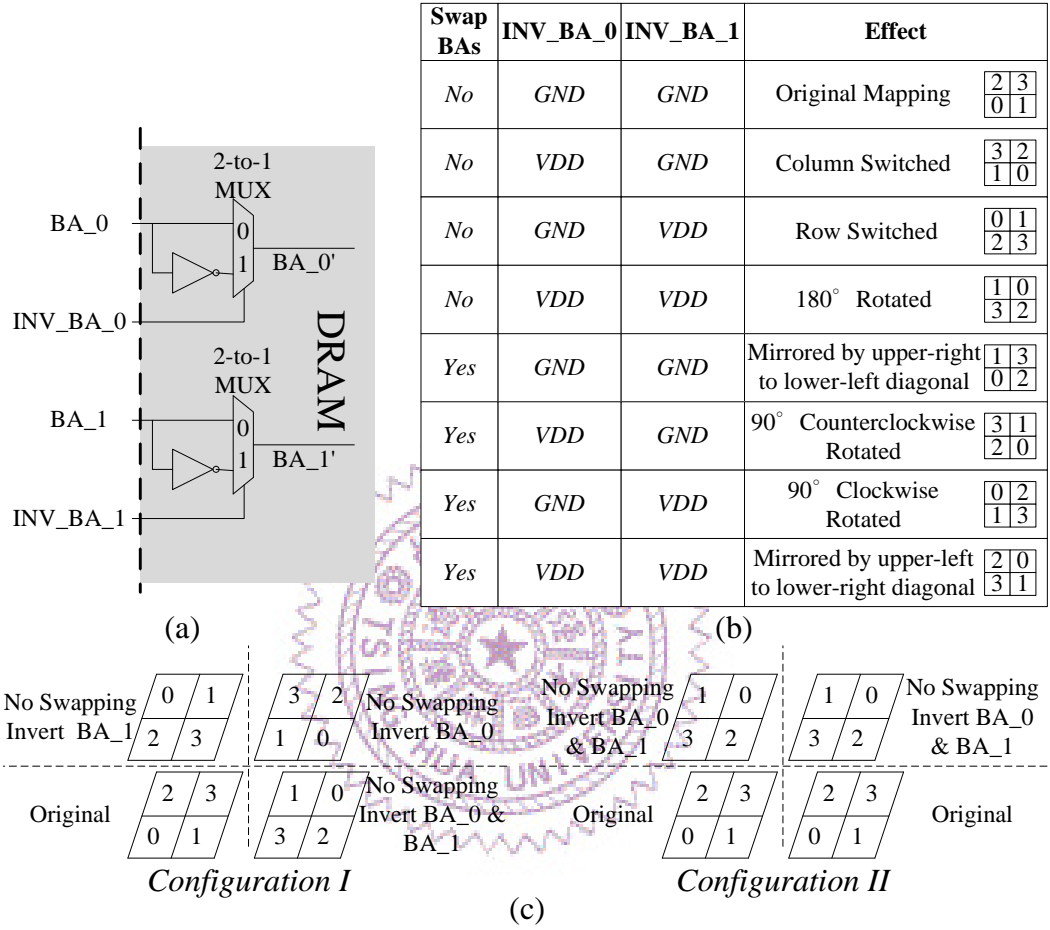 BA_0
INV_BA_0
BA_1
INV_BA_1
2-to-1
MUX
0
1
BA_0'
2-to-1
MUX
0
1
BA_1'
DRAM
(a)
Swap BAs INV_BA_0 INV_BA_1 Effect
No GND GND Original Mapping 2 3
0 1
No VDD GND Column Switched 3 2
1 0
No GND VDD Row Switched 0 1
2 3
No VDD VDD 180° Rotated 1 0
3 2
Yes GND GND Mirrored by upper-right 1 3
to lower-left diagonal 0 2
Yes VDD GND 90° Counterclockwise 3 1
Rotated 2 0
Yes GND VDD 90° Clockwise 0 2
Rotated 1 3
Yes VDD VDD Mirrored by upper-left 2 0
to lower-right diagonal 3 1
(b)
No Swapping
Invert BA_1
0 1
2 3
3 2
1 0
No Swapping
Invert BA_0
Original
2 3
0 1
1 0
3 2
No Swapping
Invert BA_0 &
BA_1
Configuration I
No Swapping
Invert BA_0
& BA_1
1 0
3 2
1 0
3 2
No Swapping
Invert BA_0
& BA_1
Original
2 3
0 1
2 3
0 1
Original
Configuration II
(c)